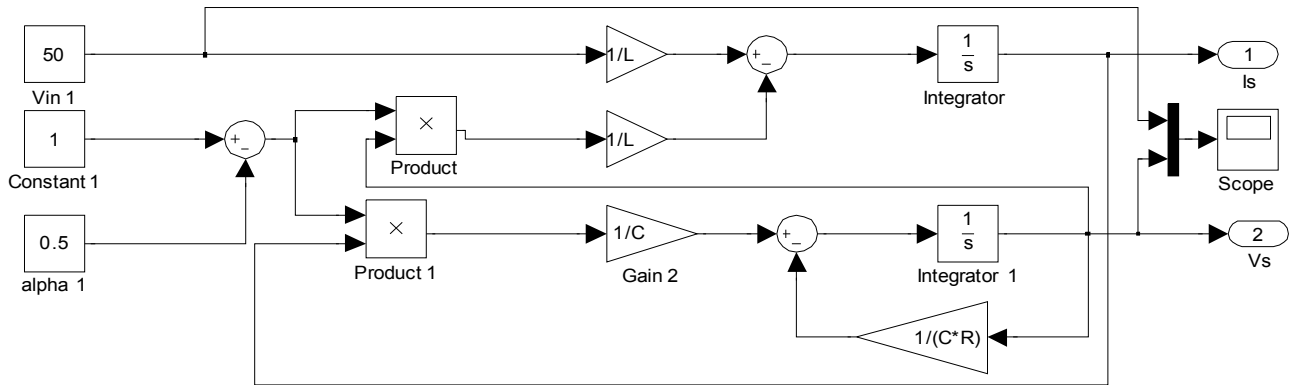 50
Vin 1
1
Constant 1
0.5
alpha 1
+
−
×
Product
×
Product 1
1/L
1/L
1/C
Gain 2
+
−
+
−
1
s
Integrator
1
s
Integrator 1
1/(C*R)
1
Is
Scope
2
Vs